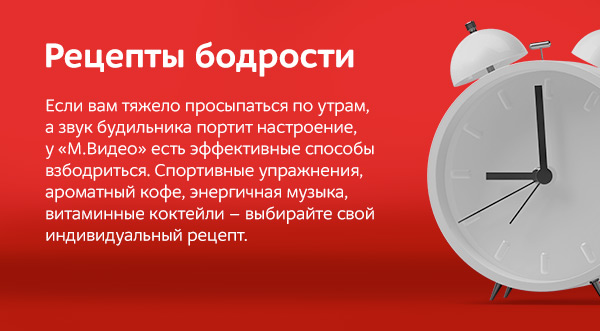 Рецепты бодрости
Если вам тяжело просыпаться по утрам,
а звук будильника портит настроение,
у «М.Видео» есть эффективные способы
взбодриться. Спортивные упражнения,
ароматный кофе, энергичная музыка,
витаминные коктейли – выбирайте свой
индивидуальный рецепт.